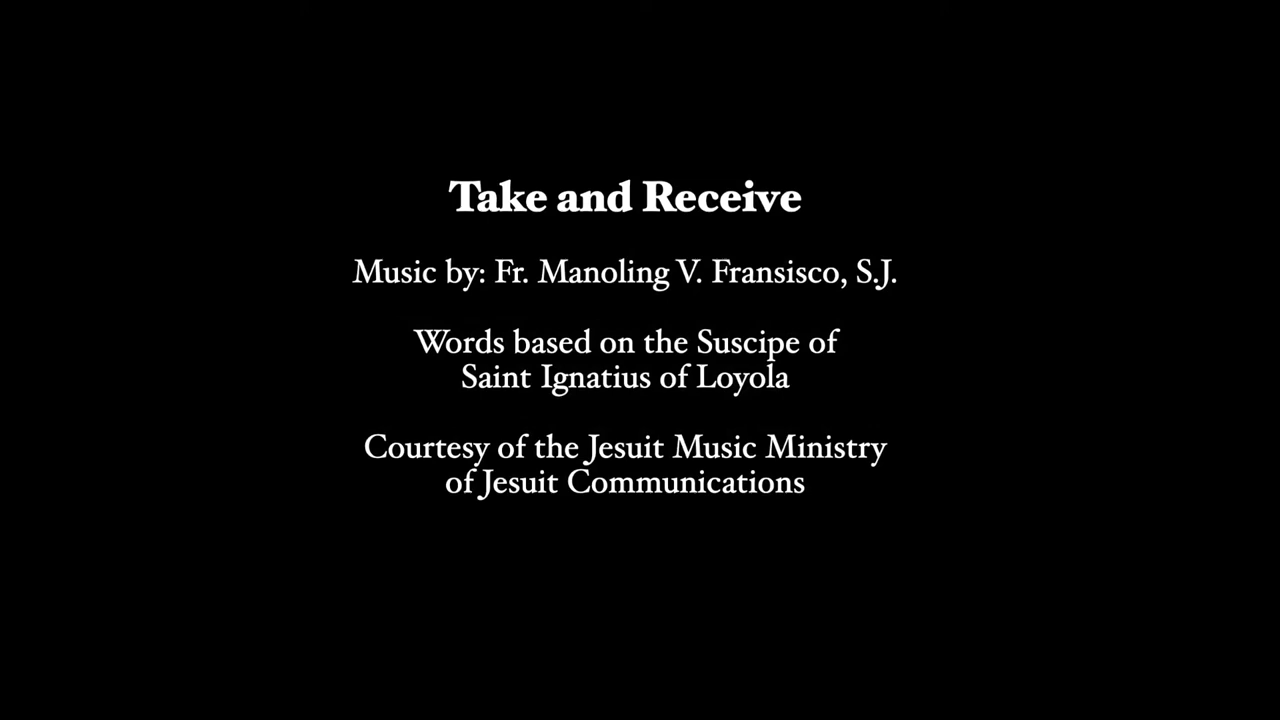 Take and Receive
Music by: Fr. Manoling V. Fransisco, S.J.
Words based on the Suscipe of
Saint Ignatius of Loyola
Courtesy of the Jesuit Music Ministry
of Jesuit Communications